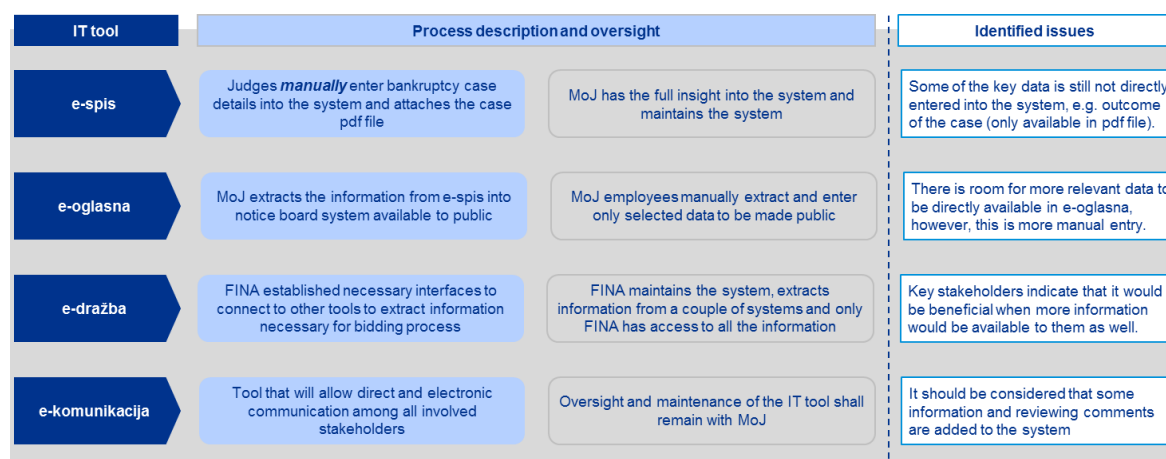 IT tool
Process description and oversight
Identified issues
e-spis
Judges manually enter bankruptcy case
details into the system and attaches the case
pdf file
MoJ has the full insight into the system and
maintains the system
Some of the key data is still not directly
entered into the system, e.g. outcome
of the case (only available in pdf file).
e-oglasna
MoJ extracts the information from e-spis into
notice board system available to public
MoJ employees manually extract and enter
only selected data to be made public
There is room for more relevant data to
be directly available in e-oglasna,
however, this is more manual entry.
e-dražba
FINA established necessary interfaces to
connect to other tools to extract information
necessary for bidding process
FINA maintains the system, extracts
information from a couple of systems and only
FINA has access to all the information
Key stakeholders indicate that it would
be beneficial when more information
would be available to them as well.
e-komunikacija
Tool that will allow direct and electronic
communication among all involved
stakeholders
Oversight and maintenance of the IT tool shall
remain with MoJ
It should be considered that some
information and reviewing comments
are added to the system